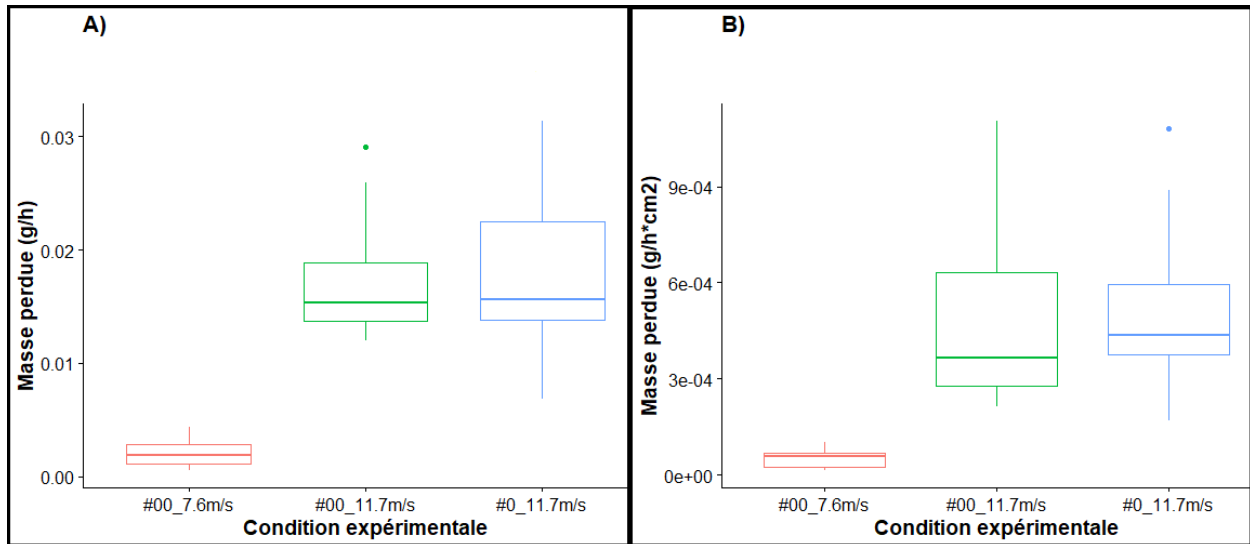 A)
Masse perdue (g/h)
0.03
0.02
0.01
0.00
#00_7.6m/s #00_11.7m/s #0_11.7m/s
Condition expérimentale
B)
Masse perdue (g/h*cm2)
9e-04
6e-04
3e-04
0e+00
#00_7.6m/s #00_11.7m/s #0_11.7m/s
Condition expérimentale